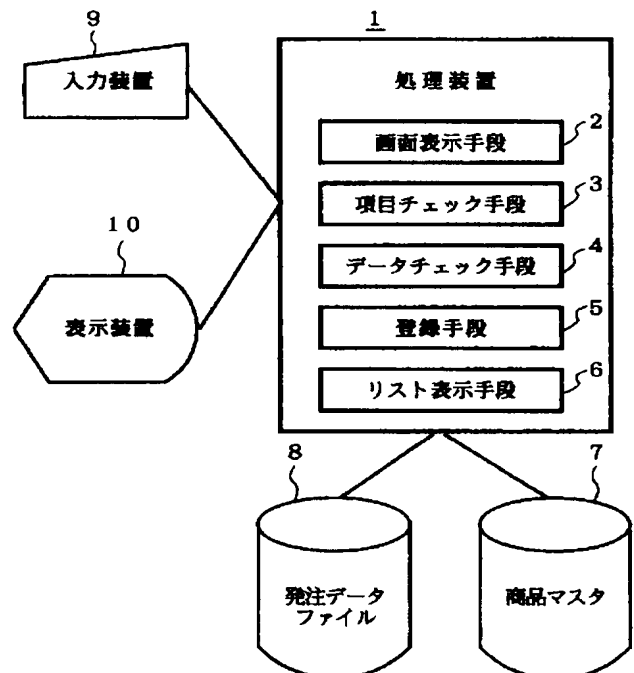 9
入力装置
10
表示装置
1
処理装置
画面表示手段
2
項目チェック手段
3
データチェック手段
4
登録手段
5
リスト表示手段
6
8
発注データ
ファイル
7
商品マスタ